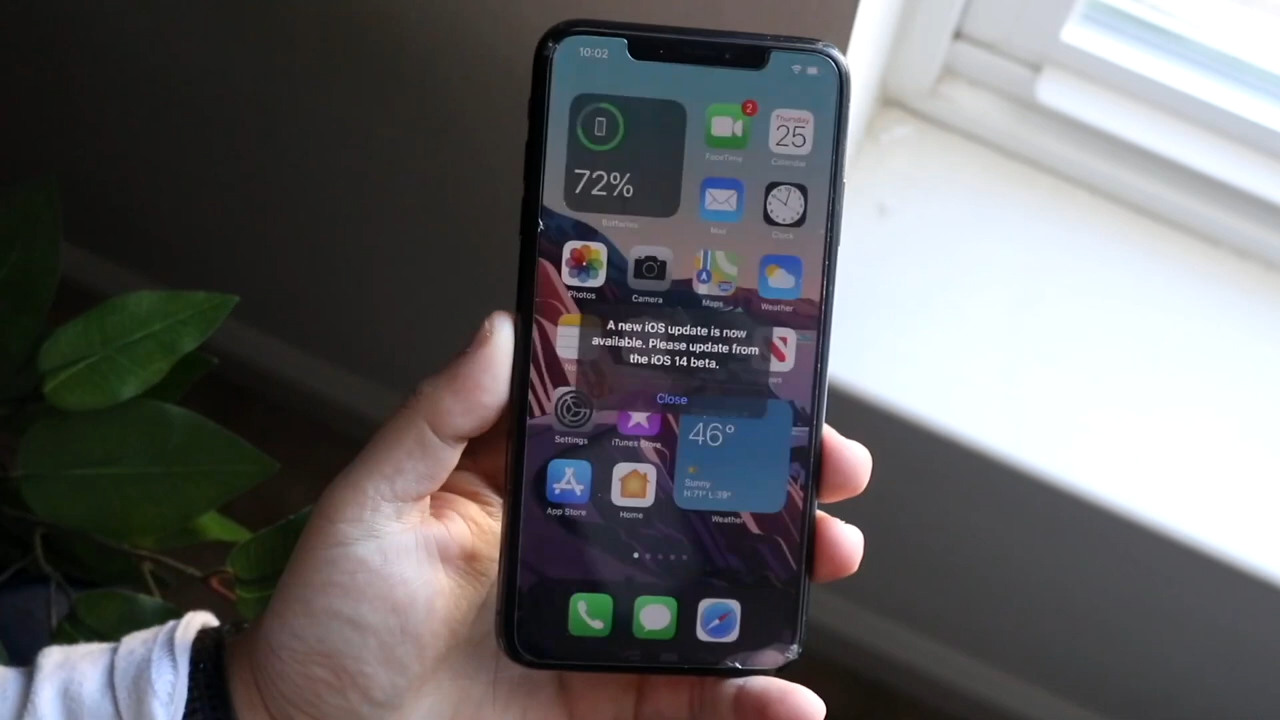 10:02
72%
Batteries
2
FaceTime
Thursday
25
Calendar
Mail
Clock
Photos
Camera
Maps
Weather
A new iOS update is now
available. Please update from
the iOS 14 beta.
Close
Settings
iTunes Store
46°
Sunny
H:71° L:39°
App Store
Home
Weather